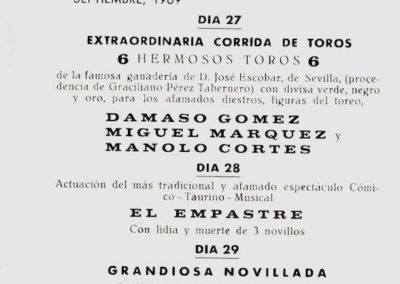 SEPTIEMBRE, 1969
DIA 27
EXTRAORDINARIA CORRIDA DE TOROS
6 HERMOSOS TOROS 6
de la famosa ganadería de D. José Escobar, de Sevilla, (proce-
dencia de Graciliano Pérez Tabernero) con divisa verde, negro
y oro, para los afamados diestros, figuras del toreo,
DAMASO GOMEZ
MIGUEL MARQUEZ y
MANOLO CORTES
DIA 28
Actuación del más tradicional y afamado espectáculo Cómi-
co - Taurino - Musical
EL EMPASTRE
Con lidia y muerte de 3 novillos
DIA 29
GRANDIOSA NOVILLADA